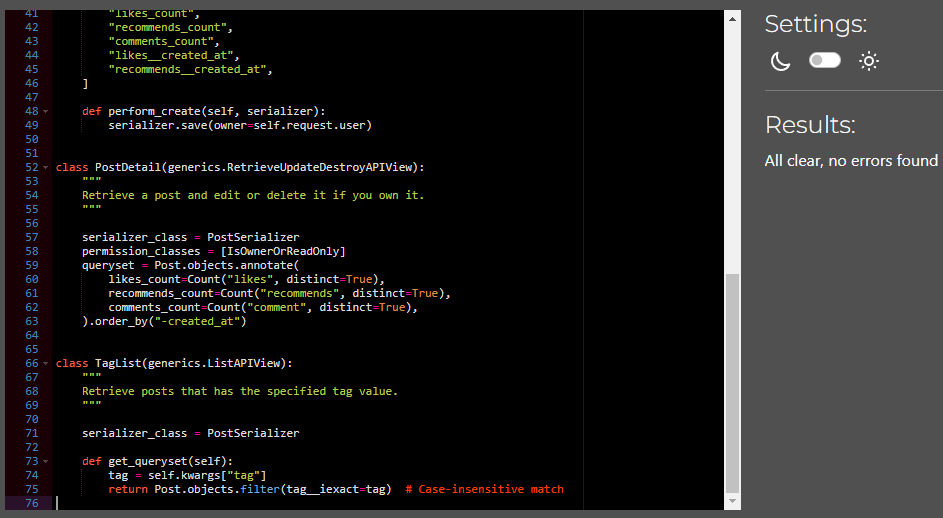 41 "likes_count",
42 "recommends_count",
43 "comments_count",
44 "likes__created_at",
45 "recommends__created_at",
46 ]
47
48 def perform_create(self, serializer):
49 serializer.save(owner=self.request.user)
50
51
52 class PostDetail(generics.RetrieveUpdateDestroyAPIView):
53 """
54 Retrieve a post and edit or delete it if you own it.
55 """
56
57 serializer_class = PostSerializer
58 permission_classes = [IsOwnerOrReadOnly]
59 queryset = Post.objects.annotate(
60 likes_count=Count("likes", distinct=True),
61 recommends_count=Count("recommends", distinct=True),
62 comments_count=Count("comment", distinct=True),
63 ).order_by("-created_at")
64
65
66 class TagList(generics.ListAPIView):
67 """
68 Retrieve posts that has the specified tag value.
69 """
70
71 serializer_class = PostSerializer
72
73 def get_queryset(self):
74 tag = self.kwargs["tag"]
75 return Post.objects.filter(tag__iexact=tag)  # Case-insensitive match
76
Settings:
Results:
All clear, no errors found